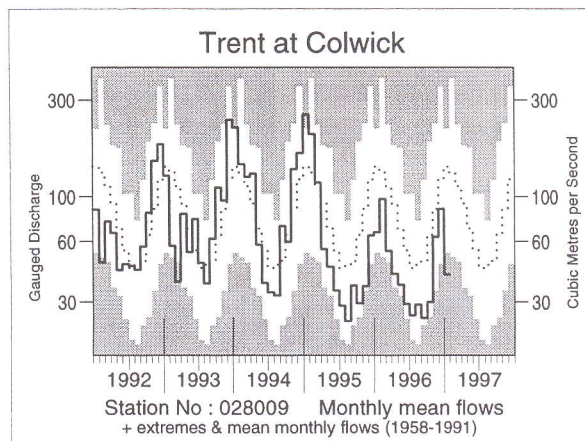 Trent at Colwick
300
100
60
30
Gauged Discharge
300
100
60
30
Cubic Metres per Second
1992 1993 1994 1995 1996 1997
Station No : 028009 Monthly mean flows
+ extremes & mean monthly flows (1958-1991)